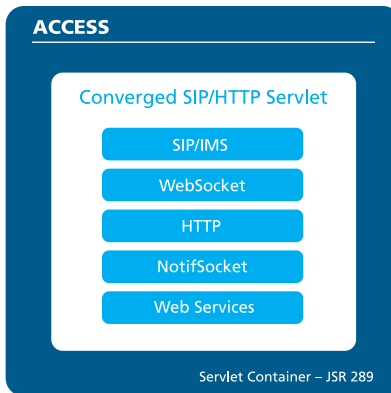 ACCESS
Converged SIP/HTTP Servlet
SIP/IMS
WebSocket
HTTP
NotifSocket
Web Services
Servlet Container – JSR 289